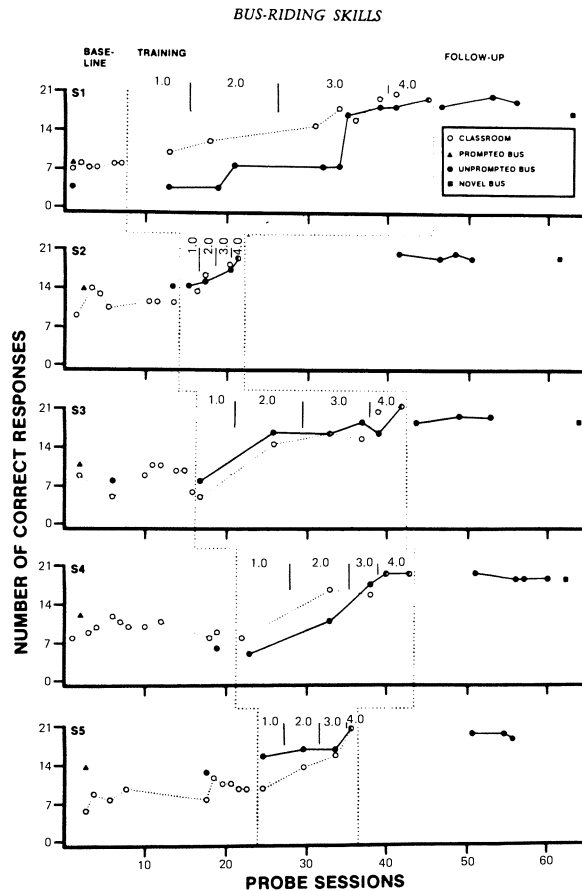 BUS-RIDING SKILLS
BASE-
LINE
TRAINING
FOLLOW-UP
1.0
2.0
3.0
4.0
S1
21
14
7
0
CLASSROOM
PROMPTED BUS
UNPROMPTED BUS
NOVEL BUS
S2
1.0
2.0
3.0
4.0
21
14
7
0
S3
1.0
2.0
3.0
4.0
21
14
7
0
S4
1.0
2.0
3.0
4.0
21
14
7
0
S5
1.0
2.0
3.0
4.0
21
14
7
0
10 20 30 40 50 60
NUMBER OF CORRECT RESPONSES
PROBE SESSIONS